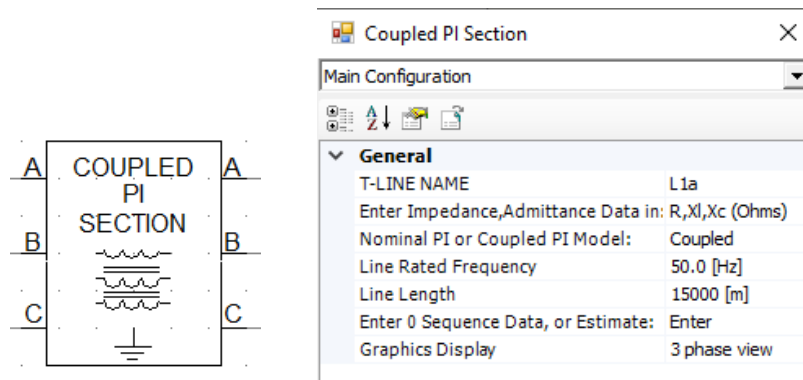 A
COUPLED
A
PI
SECTION
B
B
C
C
Coupled PI Section
Main Configuration
A
Z
General
T-LINE NAME L1a
Enter Impedance,Admittance Data in: R,Xl,Xc (Ohms)
Nominal PI or Coupled PI Model: Coupled
Line Rated Frequency 50.0 [Hz]
Line Length 15000 [m]
Enter 0 Sequence Data, or Estimate: Enter
Graphics Display 3 phase view